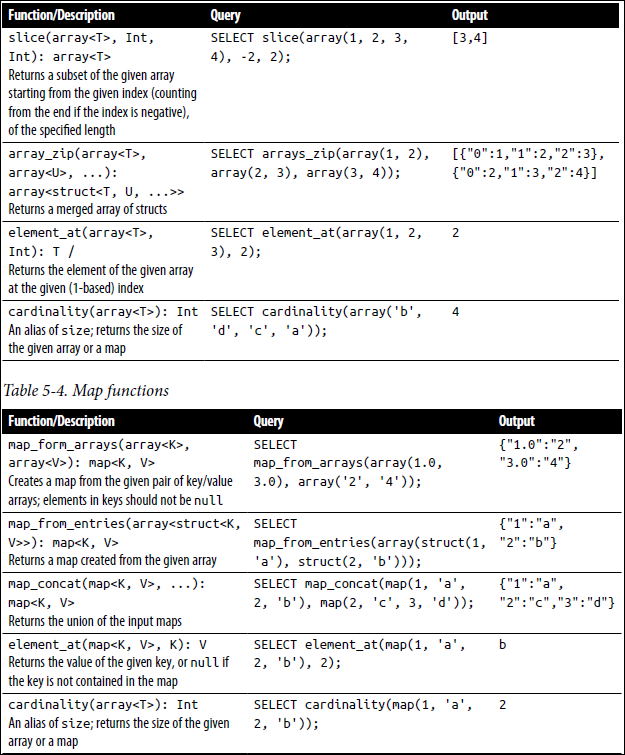 Function/Description Query Output
slice(array<T>, Int, SELECT slice(array(1, 2, 3, [3,4]
Int): array<T> 4), -2, 2);
Returns a subset of the given array
starting from the given index (counting
from the end if the index is negative),
of the specified length
array_zip(array<T>, SELECT arrays_zip(array(1, 2), [{"0":1,"1":2,"2":3},
array<U>, ...): array(2, 3), array(3, 4)); {"0":2,"1":3,"2":4}]
array<struct<T, U, ...>>
Returns a merged array of structs
element_at(array<T>, SELECT element_at(array(1, 2, 2
Int): T / 3), 2);
Returns the element of the given array
at the given (1-based) index
cardinality(array<T>): Int SELECT cardinality(array('b', 4
An alias of size; returns the size of 'd', 'c', 'a'));
the given array or a map
Table 5-4. Map functions
Function/Description Query Output
map_form_arrays(array<K>, SELECT {"1.0":"2",
array<V>): map<K, V> map_from_arrays(array(1.0, "3.0":"4"}
Creates a map from the given pair of key/value 3.0), array('2', '4'));
arrays; elements in keys should not be null
map_from_entries(array<struct<K, SELECT {"1":"a",
V>>): map<K, V> map_from_entries(array(struct(1, "2":"b"}
Returns a map created from the given array 'a'), struct(2, 'b')));
map_concat(map<K, V>, ...): SELECT map_concat(map(1, 'a', {"1":"a",
map<K, V> 2, 'b'), map(2, 'c', 3, 'd')); "2":"c","3":"d"}
Returns the union of the input maps
element_at(map<K, V>, K): V SELECT element_at(map(1, 'a', b
Returns the value of the given key, or null if 2, 'b'), 2);
the key is not contained in the map
cardinality(array<T>): Int SELECT cardinality(map(1, 'a', 2
An alias of size; returns the size of the given 2, 'b'));
array or a map